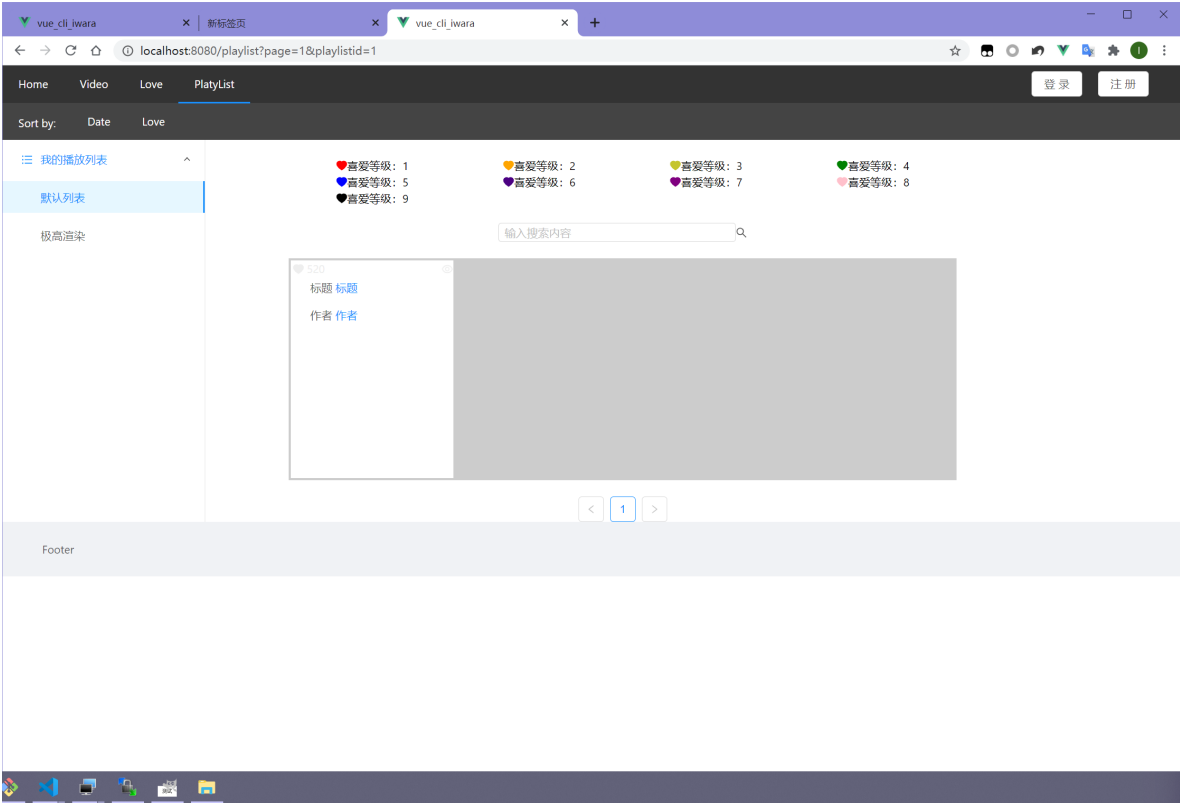 vue_cli_iwara
新标签页
vue_cli_iwara
localhost:8080/playlist?page=1&playlistid=1
Home Video Love PlatyList 登 录 注 册
Sort by: Date Love
我的播放列表
默认列表
极高渲染
喜爱等级：1 喜爱等级：2 喜爱等级：3 喜爱等级：4
喜爱等级：5 喜爱等级：6 喜爱等级：7 喜爱等级：8
喜爱等级：9
输入搜索内容
520
标题 标题
作者 作者
1
Footer